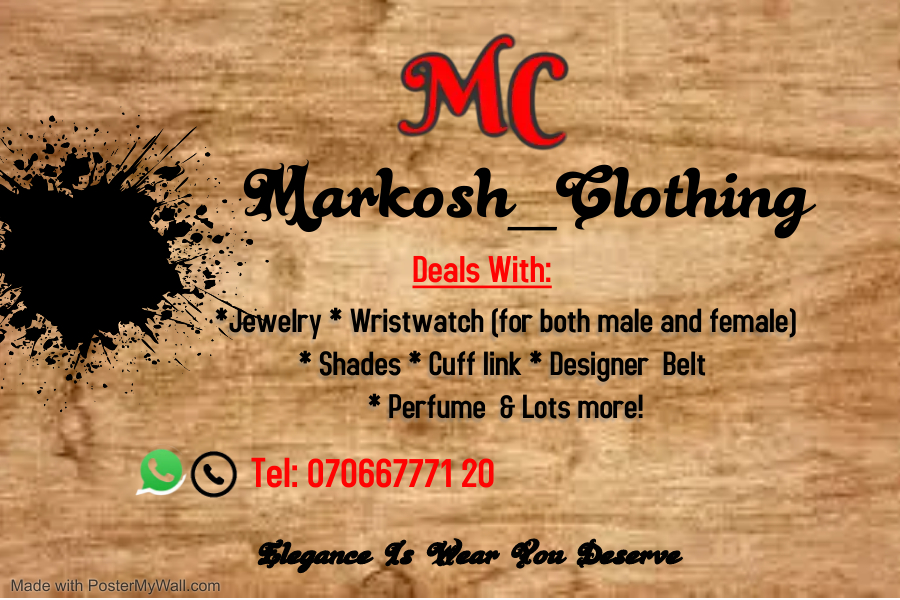 MC
Markosh_Clothing
Deals With:
*Jewelry * Wristwatch (for both male and female)
* Shades * Cuff link * Designer Belt
* Perfume & Lots more!
Tel: 070667771 20
Elegance Is Wear You Deserve
Made with PosterMyWall.com